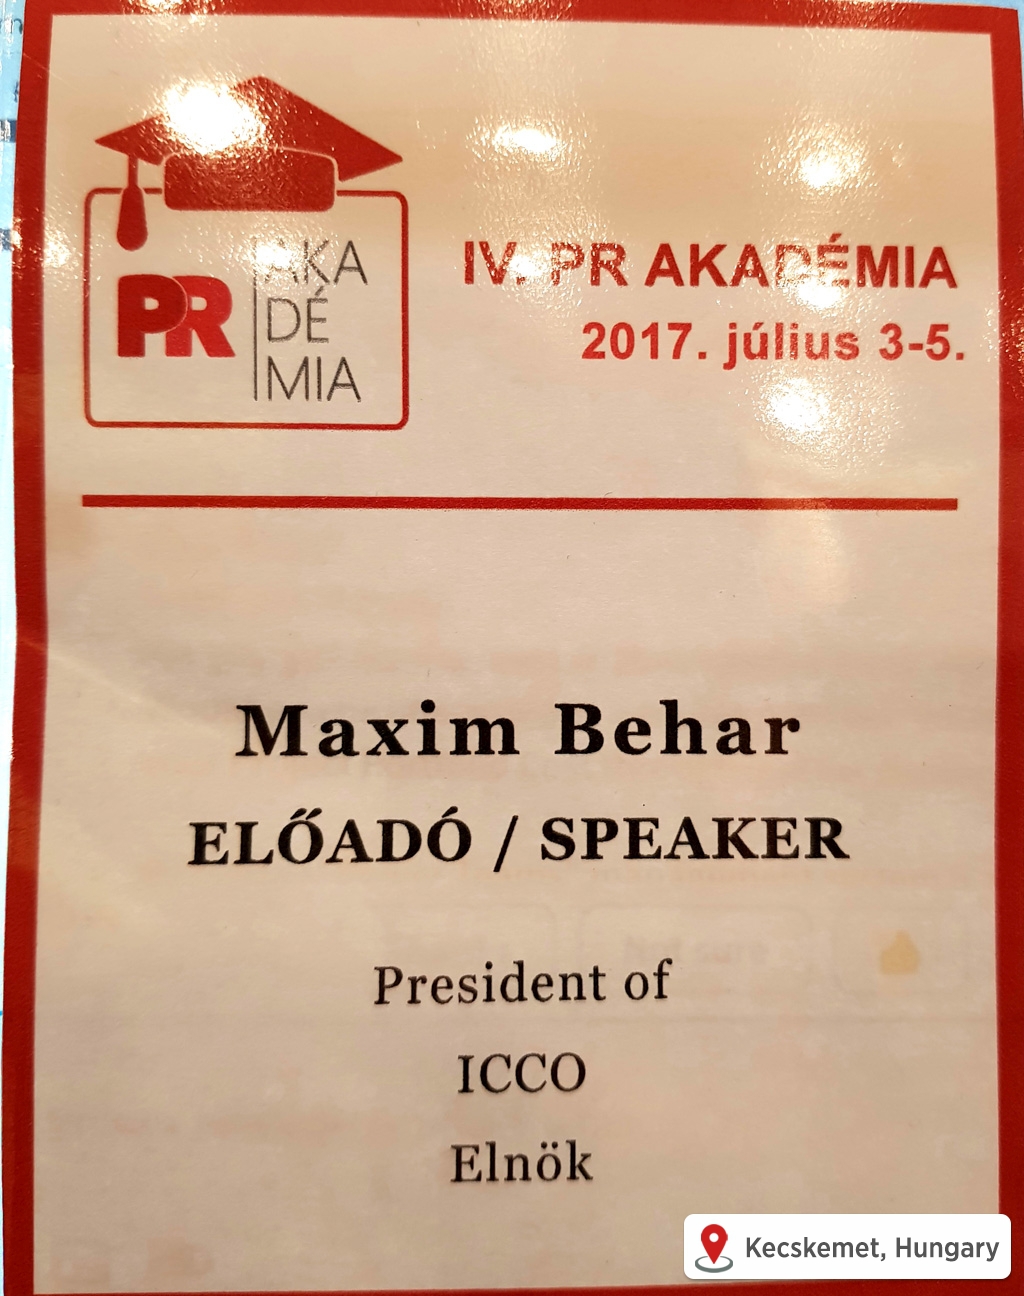 PR
AKA
DÉ
MIA
IV. PR AKADÉMIA
2017. július 3-5.
Maxim Behar
ELŐADÓ / SPEAKER
President of
ICCO
Elnök
Kecskemet, Hungary